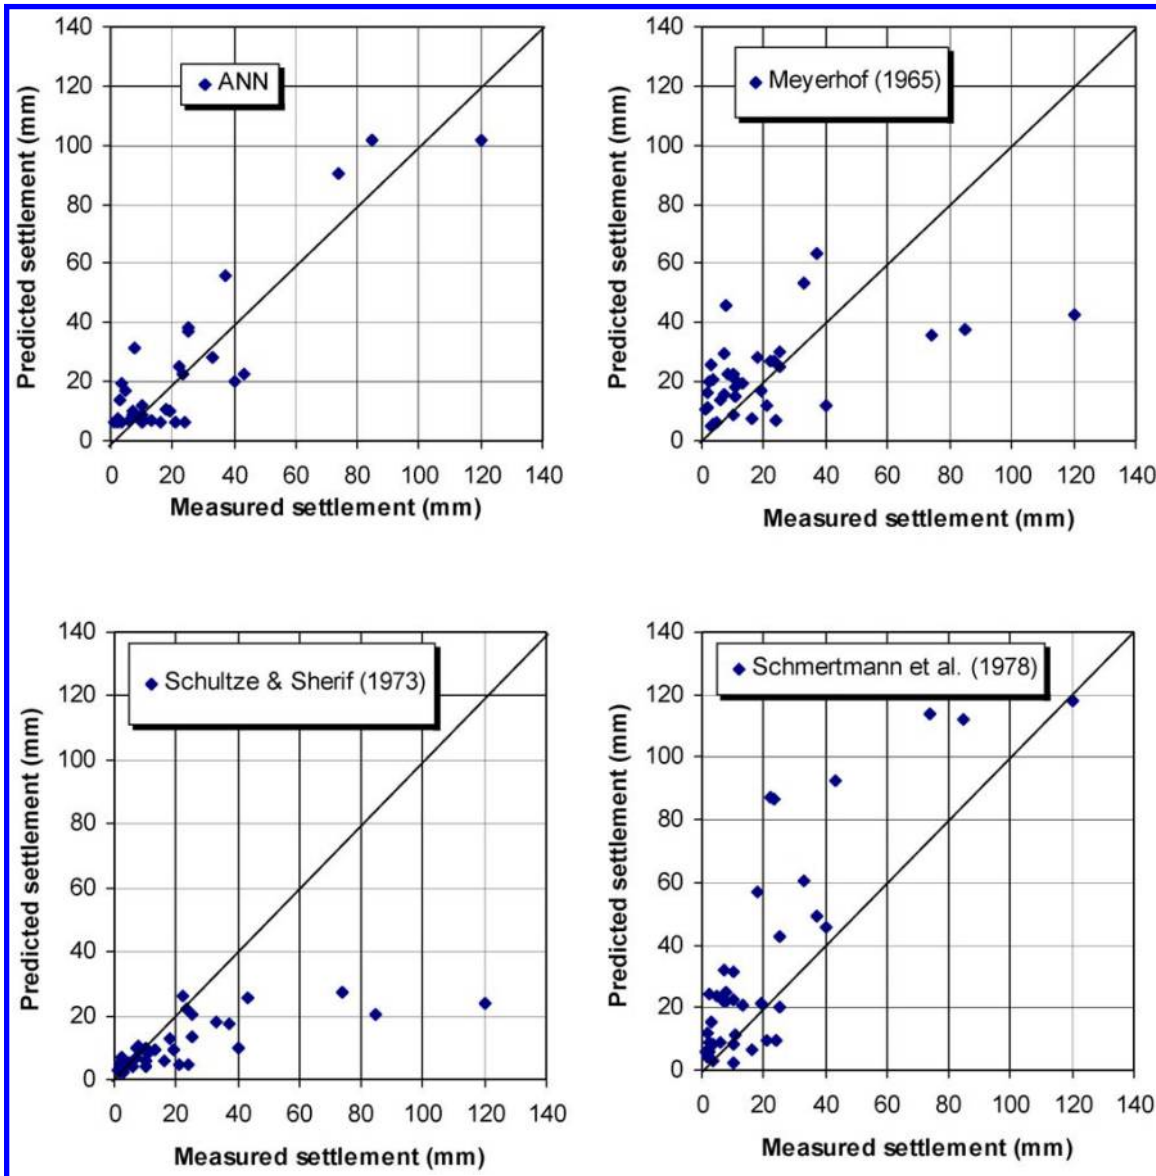 140
120
100
80
60
40
20
0
Predicted settlement (mm)
ANN
0 20 40 60 80 100 120 140
Measured settlement (mm)
140
120
100
80
60
40
20
0
Predicted settlement (mm)
Meyerhof (1965)
0 20 40 60 80 100 120 140
Measured settlement (mm)
140
120
100
80
60
40
20
0
Predicted settlement (mm)
Schultze & Sherif (1973)
0 20 40 60 80 100 120 140
Measured settlement (mm)
140
120
100
80
60
40
20
0
Predicted settlement (mm)
Schmertmann et al. (1978)
0 20 40 60 80 100 120 140
Measured settlement (mm)